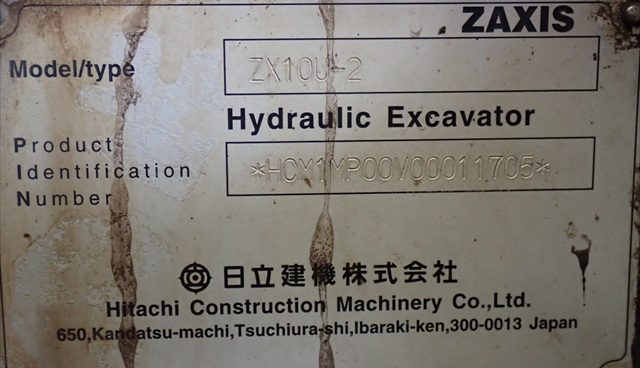 ZAXIS
Model/type ZX10U-2
Hydraulic Excavator
Product
Identification *HCM1MP00V00011705*
Number
日立建機株式会社
Hitachi Construction Machinery Co.,Ltd.
650,Kandatsu-machi,Tsuchiura-shi,Ibaraki-ken,300-0013 Japan